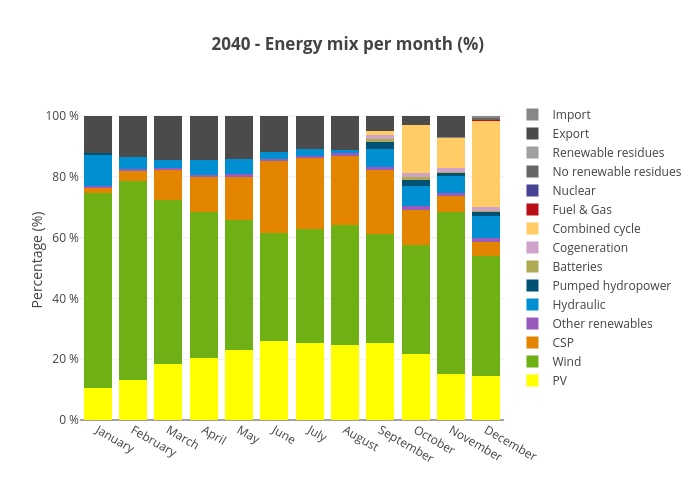 2040 - Energy mix per month (%)
Percentage (%)
100 %
80 %
60 %
40 %
20 %
0 %
January
February
March
April
May
June
July
August
September
October
November
December
Import
Export
Renewable residues
No renewable residues
Nuclear
Fuel & Gas
Combined cycle
Cogeneration
Batteries
Pumped hydropower
Hydraulic
Other renewables
CSP
Wind
PV